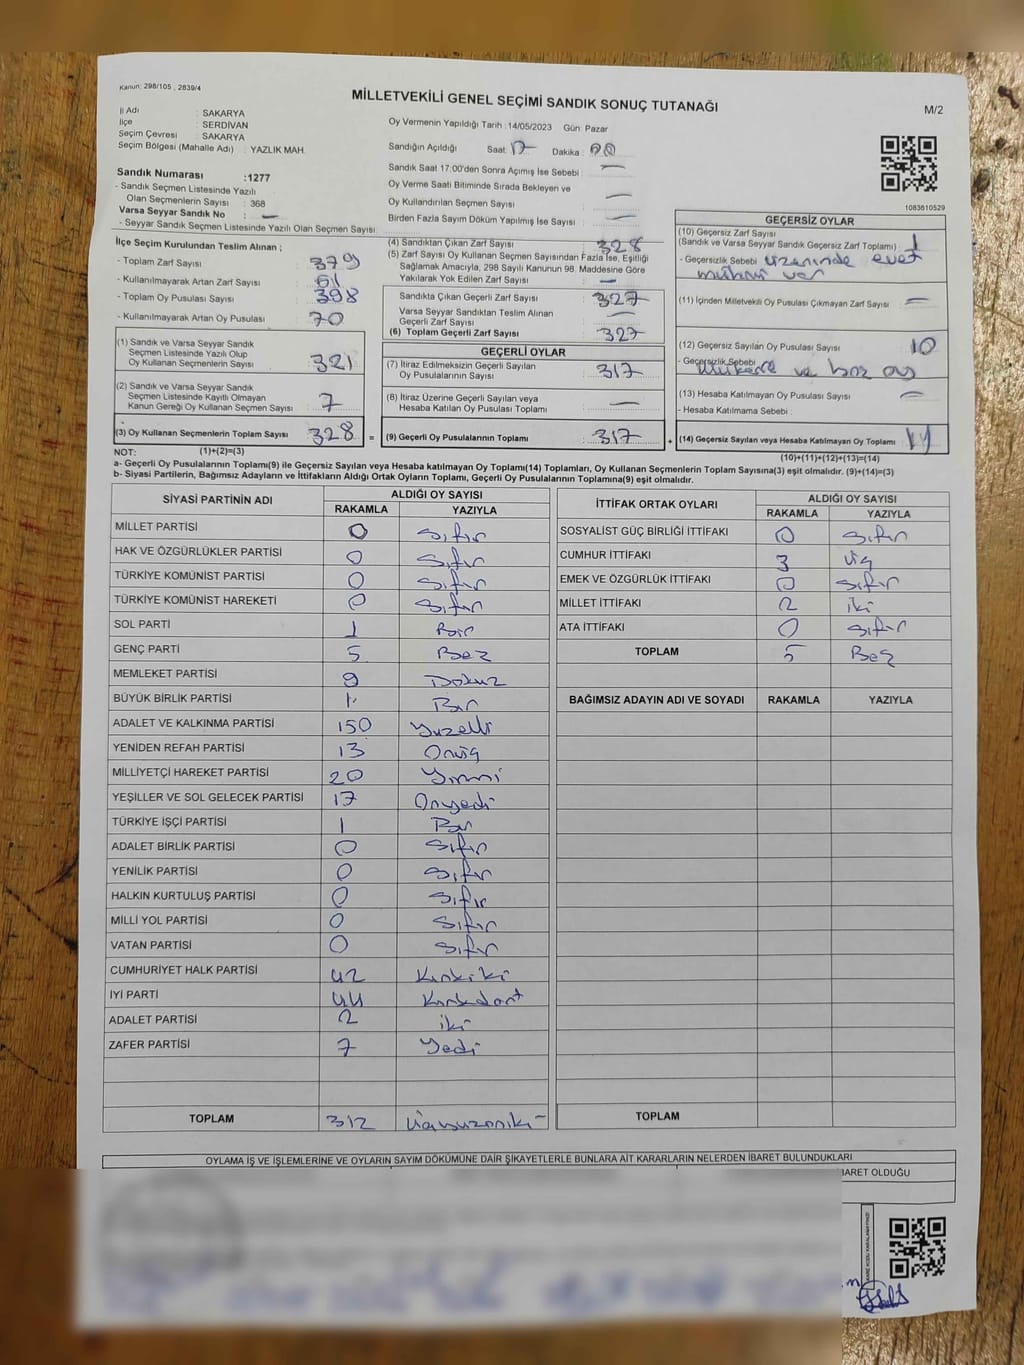 Kanun: 298/105 , 2839/4
MİLLETVEKİLİ GENEL SEÇİMİ SANDIK SONUÇ TUTANAĞI
M/2
İl Adı : SAKARYA
İlçe : SERDİVAN
Seçim Çevresi : SAKARYA
Seçim Bölgesi (Mahalle Adı) : YAZLIK MAH.
Sandık Numarası :1277
- Sandık Seçmen Listesinde Yazılı
Olan Seçmenlerin Sayısı : 368
Varsa Seyyar Sandık No : —
- Seyyar Sandık Seçmen Listesinde Yazılı Olan Seçmen Sayısı
Oy Vermenin Yapıldığı Tarih :14/05/2023 Gün: Pazar
Sandığın Açıldığı Saat 17 Dakika : 00
Sandık Saat 17:00'den Sonra Açımış İse Sebebi : —
Oy Verme Saati Bitiminde Sırada Bekleyen ve
Oy Kullandırılan Seçmen Sayısı : —
Birden Fazla Sayım Döküm Yapılmış İse Sayısı : —
1083610529
İlçe Seçim Kurulundan Teslim Alınan ;
- Toplam Zarf Sayısı : 379
- Kullanılmayarak Artan Zarf Sayısı : 61
- Toplam Oy Pusulası Sayısı : 398
- Kullanılmayarak Artan Oy Pusulası : 70
(1) Sandık ve Varsa Seyyar Sandık
Seçmen Listesinde Yazılı Olup
Oy Kullanan Seçmenlerin Sayısı : 321
(2) Sandık ve Varsa Seyyar Sandık
Seçmen Listesinde Kayıtlı Olmayan
Kanun Gereği Oy Kullanan Seçmen Sayısı : 7
(3) Oy Kullanan Seçmenlerin Toplam Sayısı : 328 =
(4) Sandıktan Çıkan Zarf Sayısı : 328
(5) Zarf Sayısı Oy Kullanan Seçmen Sayısından Fazla İse, Eşitliği
Sağlamak Amacıyla, 298 Sayılı Kanunun 98. Maddesine Göre
Yakılarak Yok Edilen Zarf Sayısı : —
Sandıkta Çıkan Geçerli Zarf Sayısı : 327
Varsa Seyyar Sandıktan Teslim Alınan
Geçerli Zarf Sayısı : —
(6) Toplam Geçerli Zarf Sayısı : 327
GEÇERLİ OYLAR
(7) İtiraz Edilmeksizin Geçerli Sayılan
Oy Pusulalarının Sayısı : 317
(8) İtiraz Üzerine Geçerli Sayılan veya
Hesaba Katılan Oy Pusulası Toplamı : —
(9) Geçerli Oy Pusulalarının Toplamı : 317 +
GEÇERSİZ OYLAR
(10) Geçersiz Zarf Sayısı
(Sandık ve Varsa Seyyar Sandık Geçersiz Zarf Toplamı) : 1
- Geçersizlik Sebebi : üzerinde evet
mührü var
(11) İçinden Milletvekili Oy Pusulası Çıkmayan Zarf Sayısı : —
(12) Geçersiz Sayılan Oy Pusulası Sayısı : 10
- Geçersizlik Sebebi : ve boş oy
(13) Hesaba Katılmayan Oy Pusulası Sayısı : —
- Hesaba Katılmama Sebebi :
(14) Geçersiz Sayılan veya Hesaba Katılmayan Oy Toplamı : 11
NOT: (1)+(2)=(3)
(10)+(11)+(12)+(13)=(14)
a- Geçerli Oy Pusulalarının Toplamı(9) ile Geçersiz Sayılan veya Hesaba katılmayan Oy Toplamı(14) Toplamları, Oy Kullanan Seçmenlerin Toplam Sayısına(3) eşit olmalıdır. (9)+(14)=(3)
b- Siyasi Partilerin, Bağımsız Adayların ve İttifakların Aldığı Ortak Oyların Toplamı, Geçerli Oy Pusulalarının Toplamına(9) eşit olmalıdır.
SİYASİ PARTİNİN ADI ALDIĞI OY SAYISI
RAKAMLA YAZIYLA
MİLLET PARTİSİ 0 Sıfır
HAK VE ÖZGÜRLÜKLER PARTİSİ 0 Sıfır
TÜRKİYE KOMÜNİST PARTİSİ 0 Sıfır
TÜRKİYE KOMÜNİST HAREKETİ 0 Sıfır
SOL PARTİ 1 Bir
GENÇ PARTİ 5 Beş
MEMLEKET PARTİSİ 9 Dokuz
BÜYÜK BİRLİK PARTİSİ 1 Bir
ADALET VE KALKINMA PARTİSİ 150 Yüzelli
YENİDEN REFAH PARTİSİ 13 Onüç
MİLLİYETÇİ HAREKET PARTİSİ 20 Yirmi
YEŞİLLER VE SOL GELECEK PARTİSİ 17 Onyedi
TÜRKİYE İŞÇİ PARTİSİ 1 Bir
ADALET BİRLİK PARTİSİ 0 Sıfır
YENİLİK PARTİSİ 0 Sıfır
HALKIN KURTULUŞ PARTİSİ 0 Sıfır
MİLLİ YOL PARTİSİ 0 Sıfır
VATAN PARTİSİ 0 Sıfır
CUMHURİYET HALK PARTİSİ 42 Kırkiki
İYİ PARTİ 44 Kırkdört
ADALET PARTİSİ 2 iki
ZAFER PARTİSİ 7 Yedi
TOPLAM 312 Üçyüzoniki
İTTİFAK ORTAK OYLARI ALDIĞI OY SAYISI
RAKAMLA YAZIYLA
SOSYALİST GÜÇ BİRLİĞİ İTTİFAKI 0 Sıfır
CUMHUR İTTİFAKI 3 Üç
EMEK VE ÖZGÜRLÜK İTTİFAKI 0 Sıfır
MİLLET İTTİFAKI 2 iki
ATA İTTİFAKI 0 Sıfır
TOPLAM 5 Beş
BAĞIMSIZ ADAYIN ADI VE SOYADI RAKAMLA YAZIYLA
TOPLAM
OYLAMA İŞ VE İŞLEMLERİNE VE OYLARIN SAYIM DÖKÜMÜNE DAİR ŞİKAYETLERLE BUNLARA AİT KARARLARIN NELERDEN İBARET BULUNDUKLARI
BARET OLDUĞU